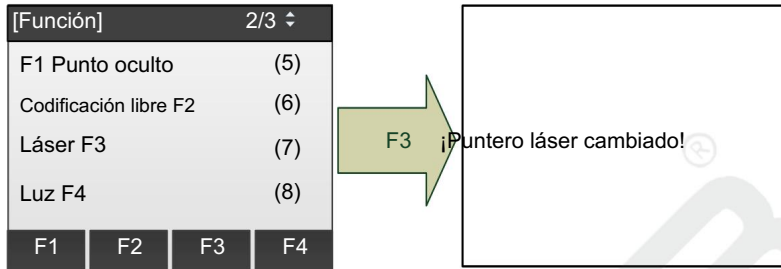 [Función] 2/3
F1 Punto oculto (5)
Codificación libre F2 (6)
Láser F3 (7)
Luz F4 (8)
F1 F2 F3 F4
F3
¡Puntero láser cambiado!
®